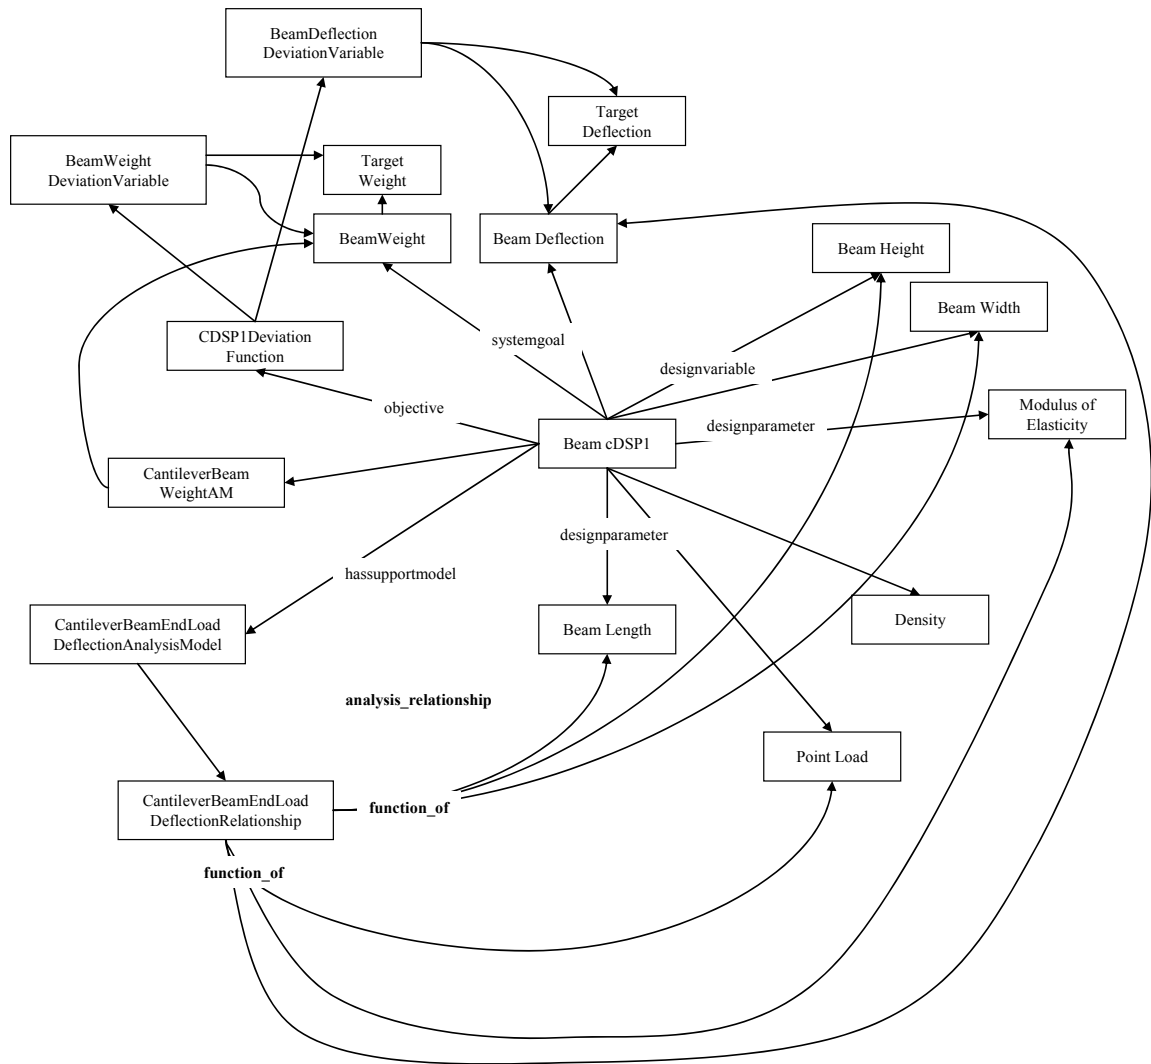 BeamDeflection
DeviationVariable
Target
Deflection
BeamWeight
DeviationVariable
Target
Weight
BeamWeight
Beam Deflection
Beam Height
Beam Width
CDSP1Deviation
Function
systemgoal
designvariable
objective
Beam cDSP1
designparameter
Modulus of
Elasticity
CantileverBeam
WeightAM
designparameter
hassupportmodel
CantileverBeamEndLoad
DeflectionAnalysisModel
Beam Length
Density
analysis_relationship
Point Load
CantileverBeamEndLoad
DeflectionRelationship
function_of
function_of